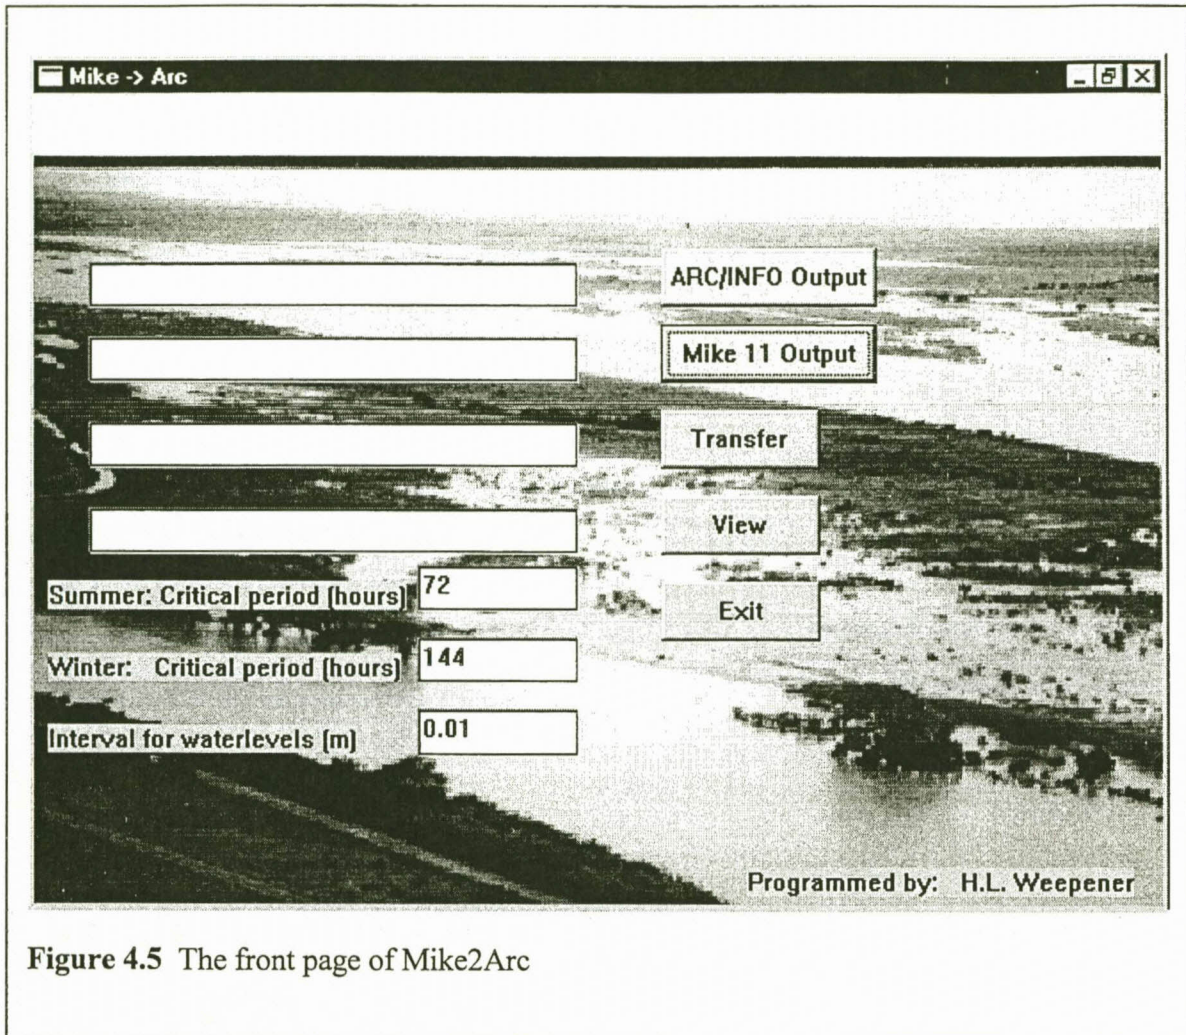 Mike -> Arc
ARC/INFO Output
Mike 11 Output
Transfer
View
Summer: Critical period (hours) 72
Exit
Winter: Critical period (hours) 144
Interval for waterlevels (m) 0.01
Programmed by: H.L. Weepener
Figure 4.5 The front page of Mike2Arc